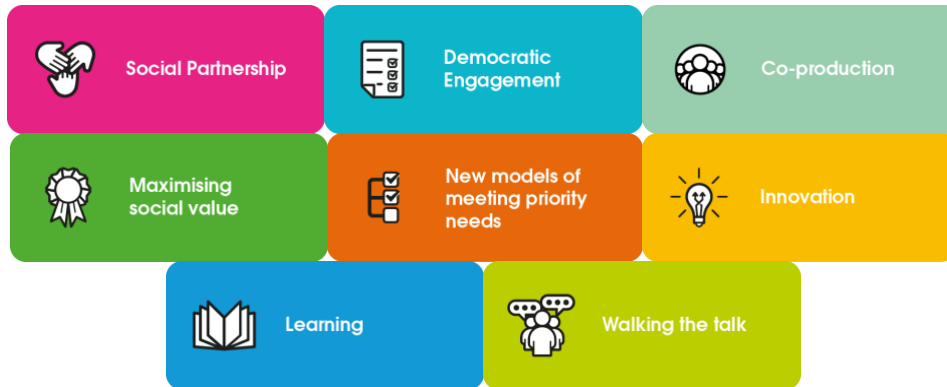 Social Partnership
Democratic
Engagement
Co-production
Maximising
social value
New models of
meeting priority
needs
Innovation
Learning
Walking the talk